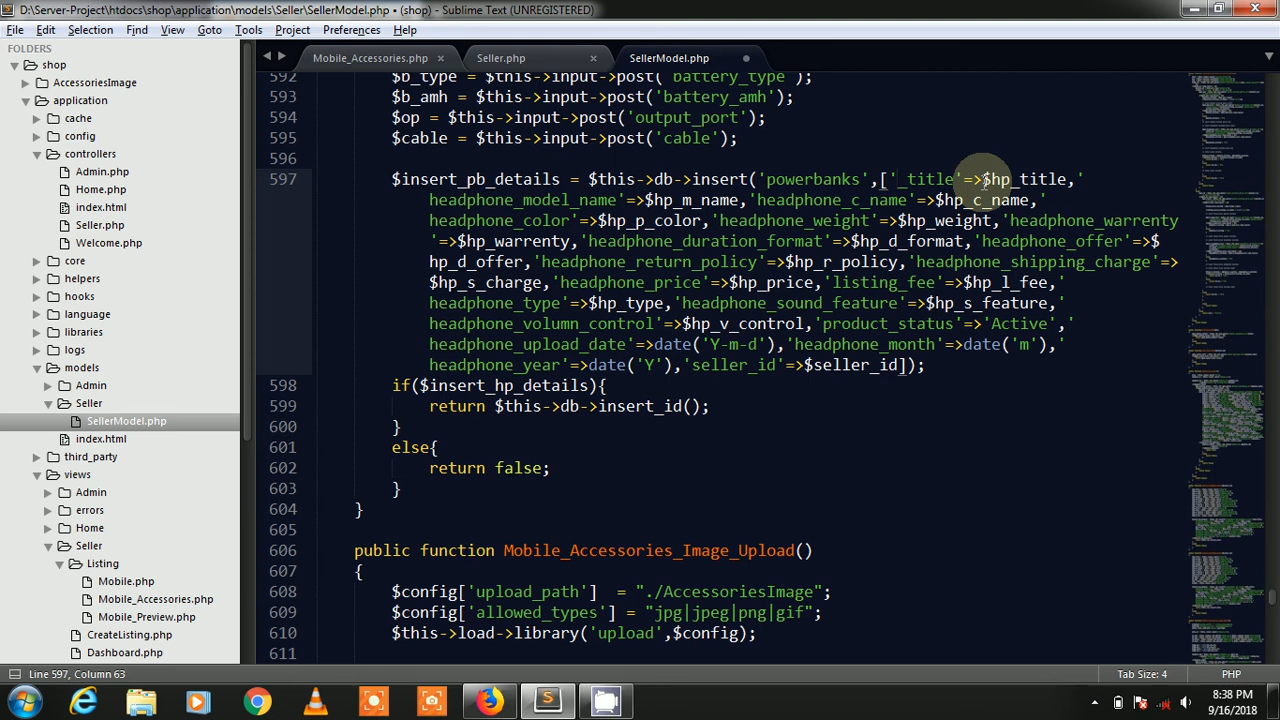 D:\Server-Project\htdocs\shop\application\models\Seller\SellerModel.php • (shop) - Sublime Text (UNREGISTERED)
File Edit Selection Find View Goto Tools Project Preferences Help
FOLDERS
shop
AccessoriesImage
application
cache
config
controllers
Admin.php
Home.php
index.html
Seller.php
Welcome.php
core
helpers
hooks
language
libraries
logs
models
Admin
Seller
SellerModel.php
index.html
third_party
views
Admin
errors
Home
Seller
Listing
Mobile.php
Mobile_Accessories.php
Mobile_Preview.php
CreateListing.php
Dashboard.php
Mobile_Accessories.php Seller.php SellerModel.php
592 $b_type = $this->input->post('battery_type');
593 $b_amh = $this->input->post('battery_amh');
594 $op = $this->input->post('output_port');
595 $cable = $this->input->post('cable');
596
597 $insert_pb_details = $this->db->insert('powerbanks',['_title'=>$hp_title,'
headphone_model_name'=>$hp_m_name,'headphone_c_name'=>$hp_c_name,
'=>$hp_p_color,'headphone_weight'=>$hp_weight,'headphone_warrenty
'=>$hp_warrenty,'headphone_duration_format'=>$hp_d_format,'headphone_offer'=>$
hp_d_offer,'headphone_return_policy'=>$hp_r_policy,'headphone_shipping_charge'=>
$hp_s_charge,'headphone_price'=>$hp_price,'listing_fee'=>$hp_l_fee,'
headphone_type'=>$hp_type,'headphone_sound_feature'=>$hp_s_feature,'
headphone_volumn_control'=>$hp_v_control,'product_status'=>'Active','
headphone_upload_date'=>date('Y-m-d'),'headphone_month'=>date('m'),'
headphone_year'=>date('Y'),'seller_id'=>$seller_id]);
598 if($insert_m_details){
599 return $this->db->insert_id();
600 }
601 else{
602 return false;
603 }
604 }
605
606 public function Mobile_Accessories_Image_Upload()
607 {
608 $config['upload_path'] = "./AccessoriesImage";
609 $config['allowed_types'] = "jpg|jpeg|png|gif";
610 $this->load->library('upload',$config);
611
Line 597, Column 63 Tab Size: 4 PHP
8:38 PM
9/16/2018